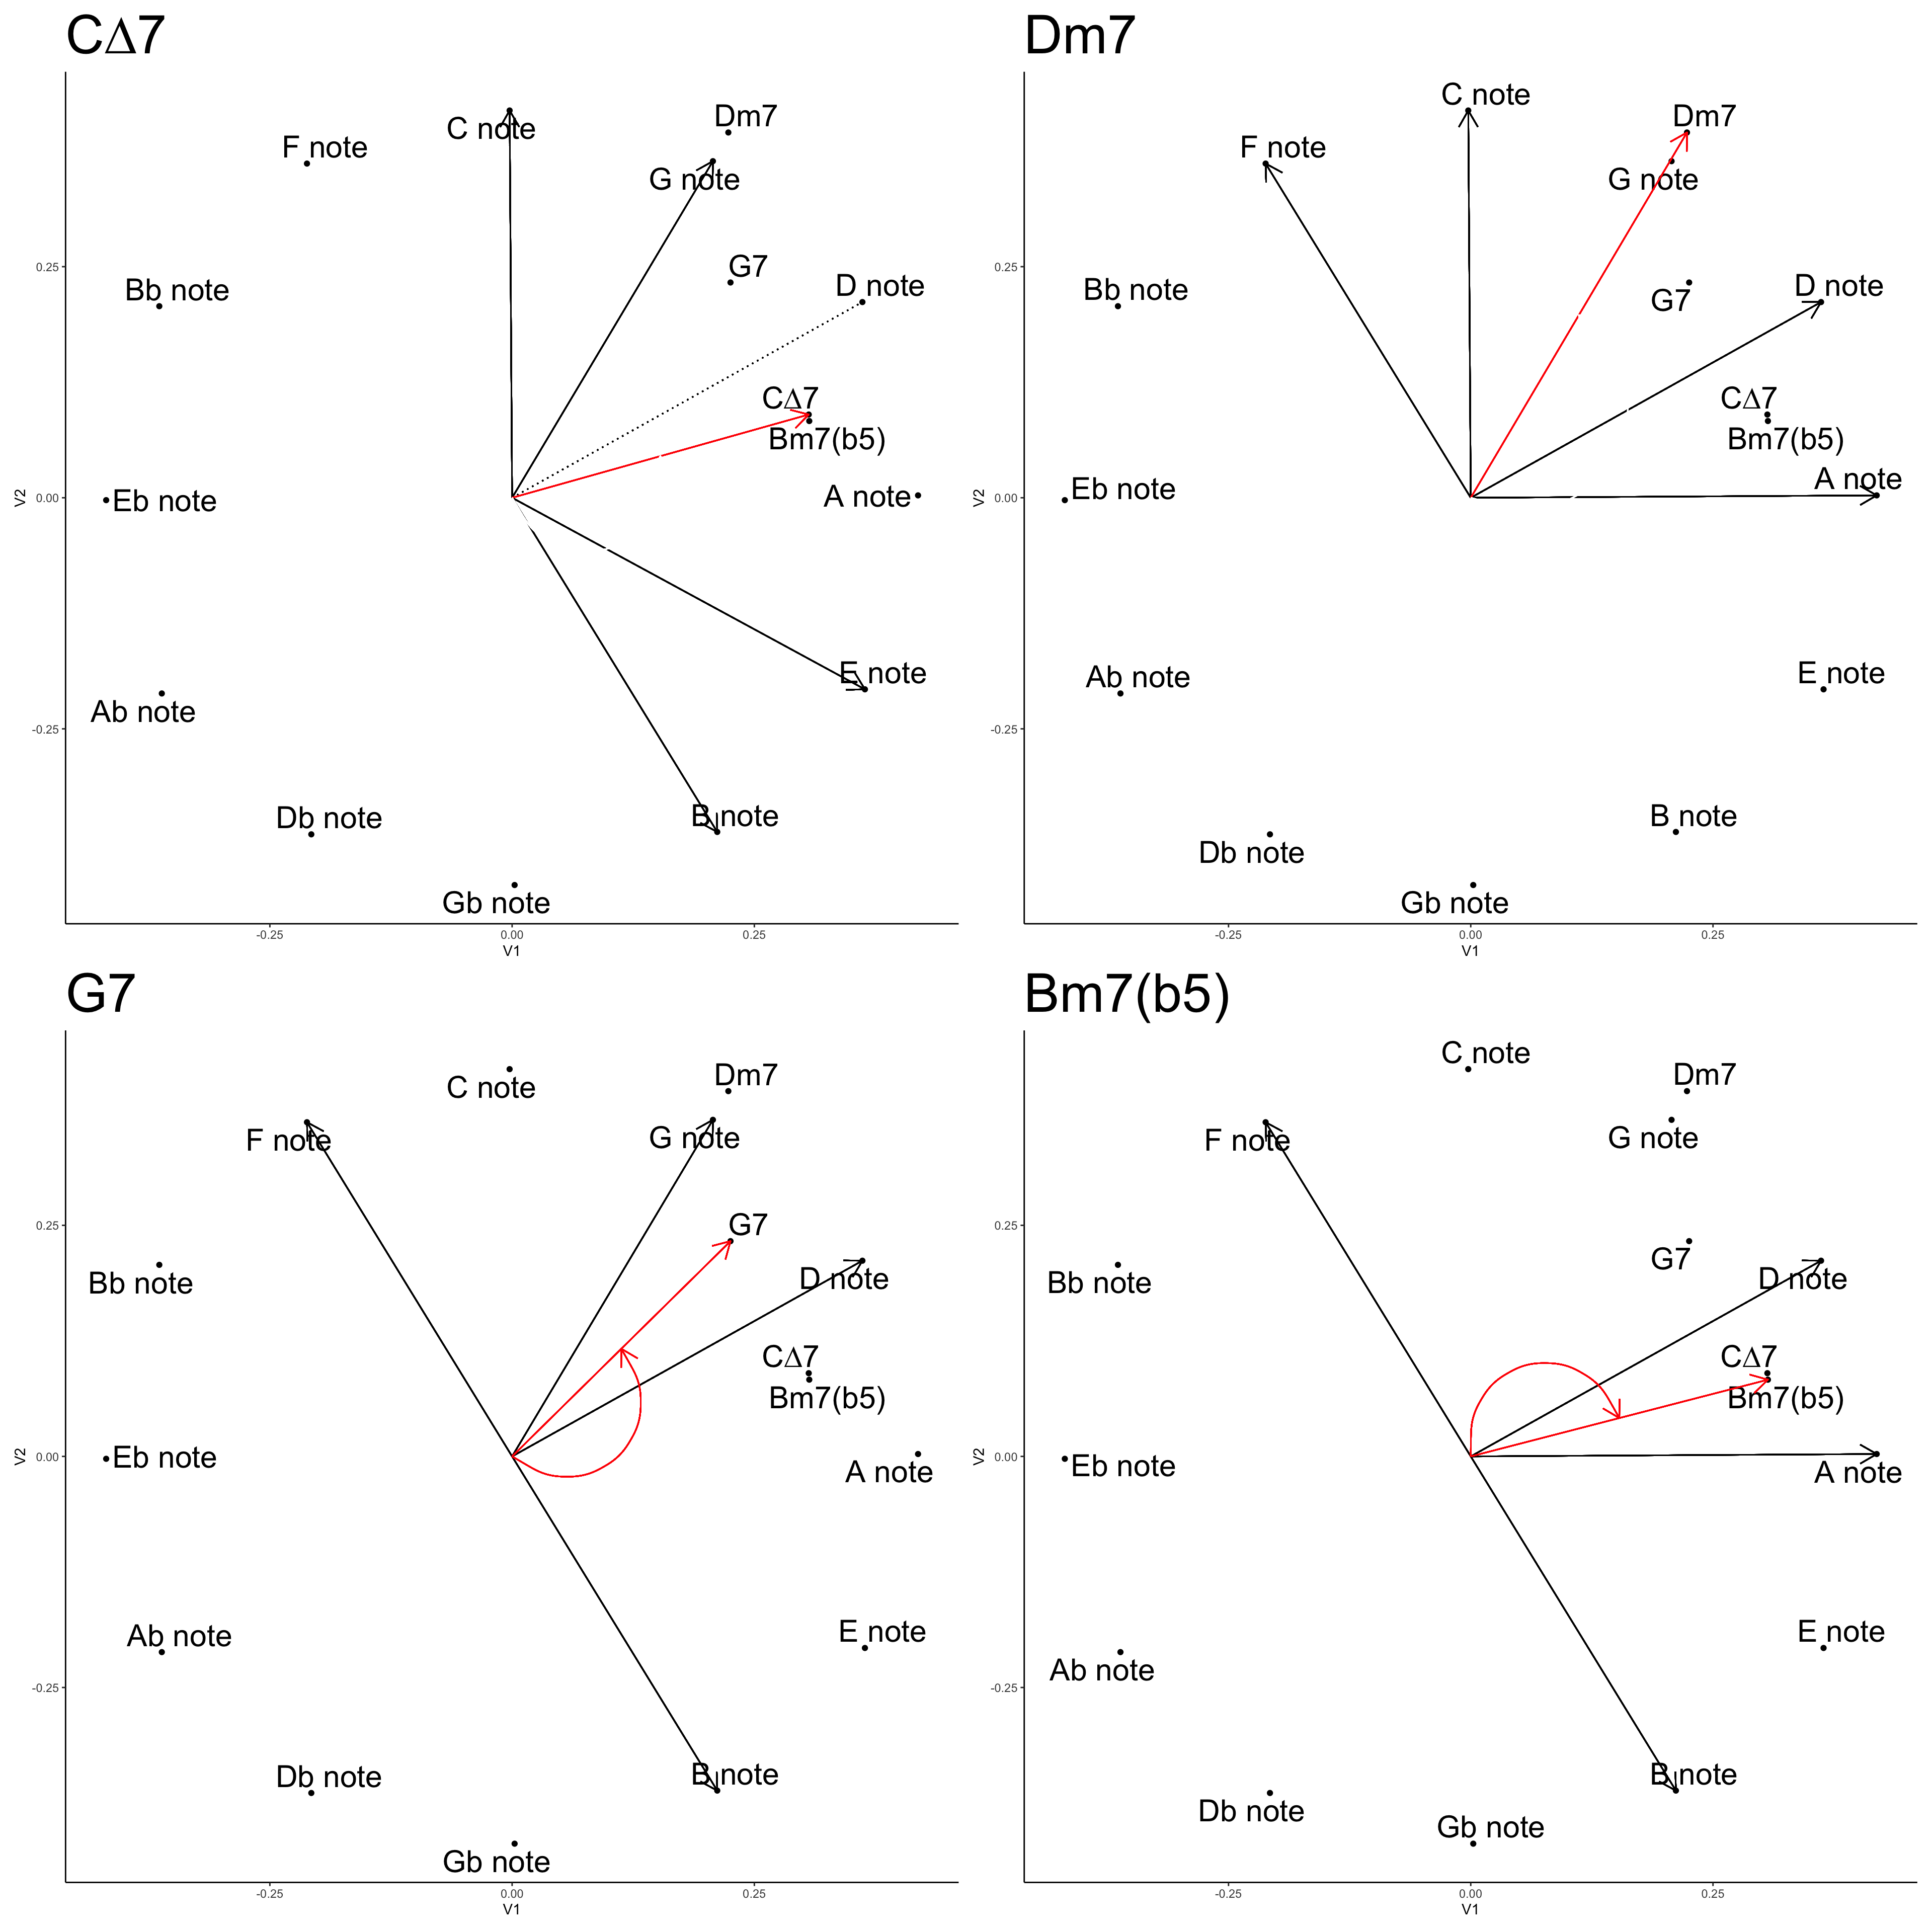 CΔ7
C note
Dm7
F note
G note
G7
D note
Bb note
CΔ7
Bm7(b5)
A note
Eb note
E note
Ab note
B note
Db note
Gb note
0.25
0.00
-0.25
V2
-0.25
0.00
0.25
V1
Dm7
C note
Dm7
F note
G note
D note
Bb note
G7
CΔ7
Bm7(b5)
A note
Eb note
E note
Ab note
B note
Db note
Gb note
0.25
0.00
-0.25
V2
-0.25
0.00
0.25
V1
G7
Dm7
C note
G note
F note
G7
D note
Bb note
CΔ7
Bm7(b5)
Eb note
A note
E note
Ab note
B note
Db note
Gb note
0.25
0.00
-0.25
V2
-0.25
0.00
0.25
V1
Bm7(b5)
C note
Dm7
G note
F note
G7
D note
Bb note
CΔ7
Bm7(b5)
Eb note
A note
E note
Ab note
B note
Db note
Gb note
0.25
0.00
-0.25
V2
-0.25
0.00
0.25
V1